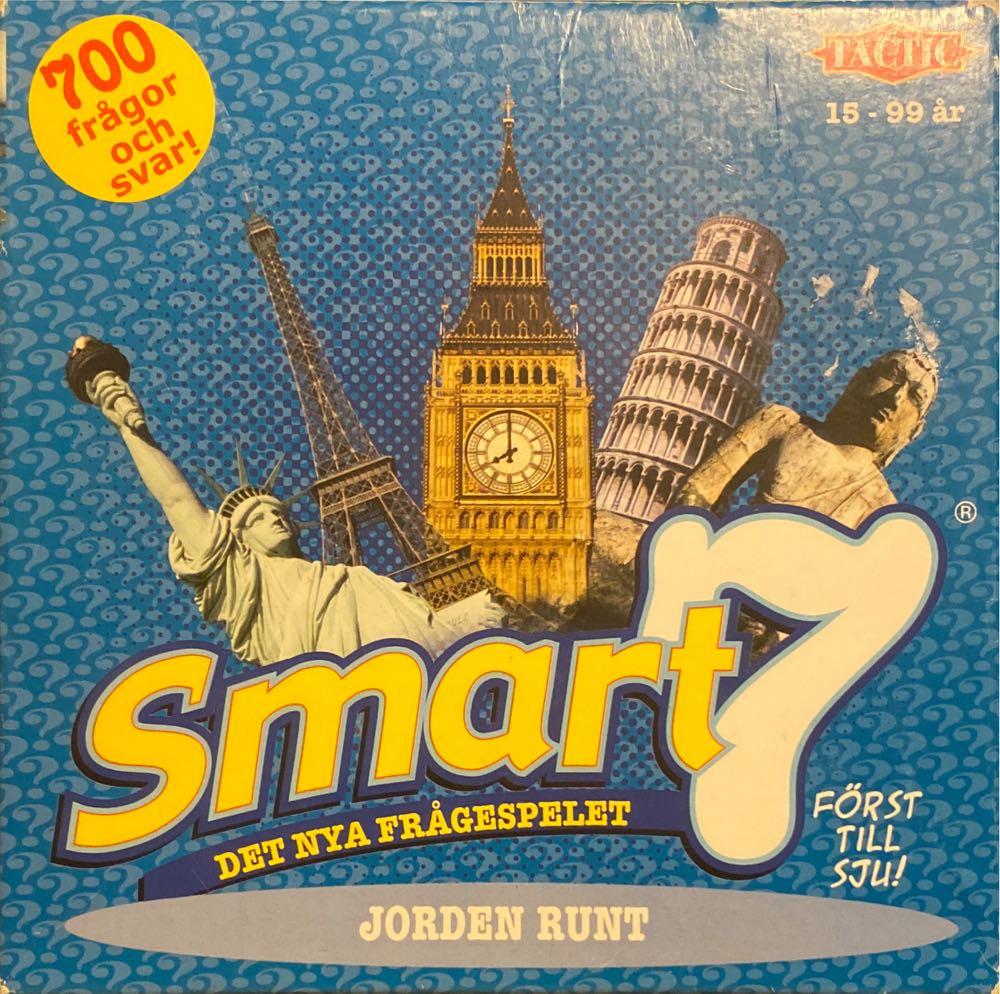 700
frågor
och
svar!
TACTIC
15 - 99 år
Smart7®
DET NYA FRÅGESPELET
FÖRST
TILL
SJU!
JORDEN RUNT